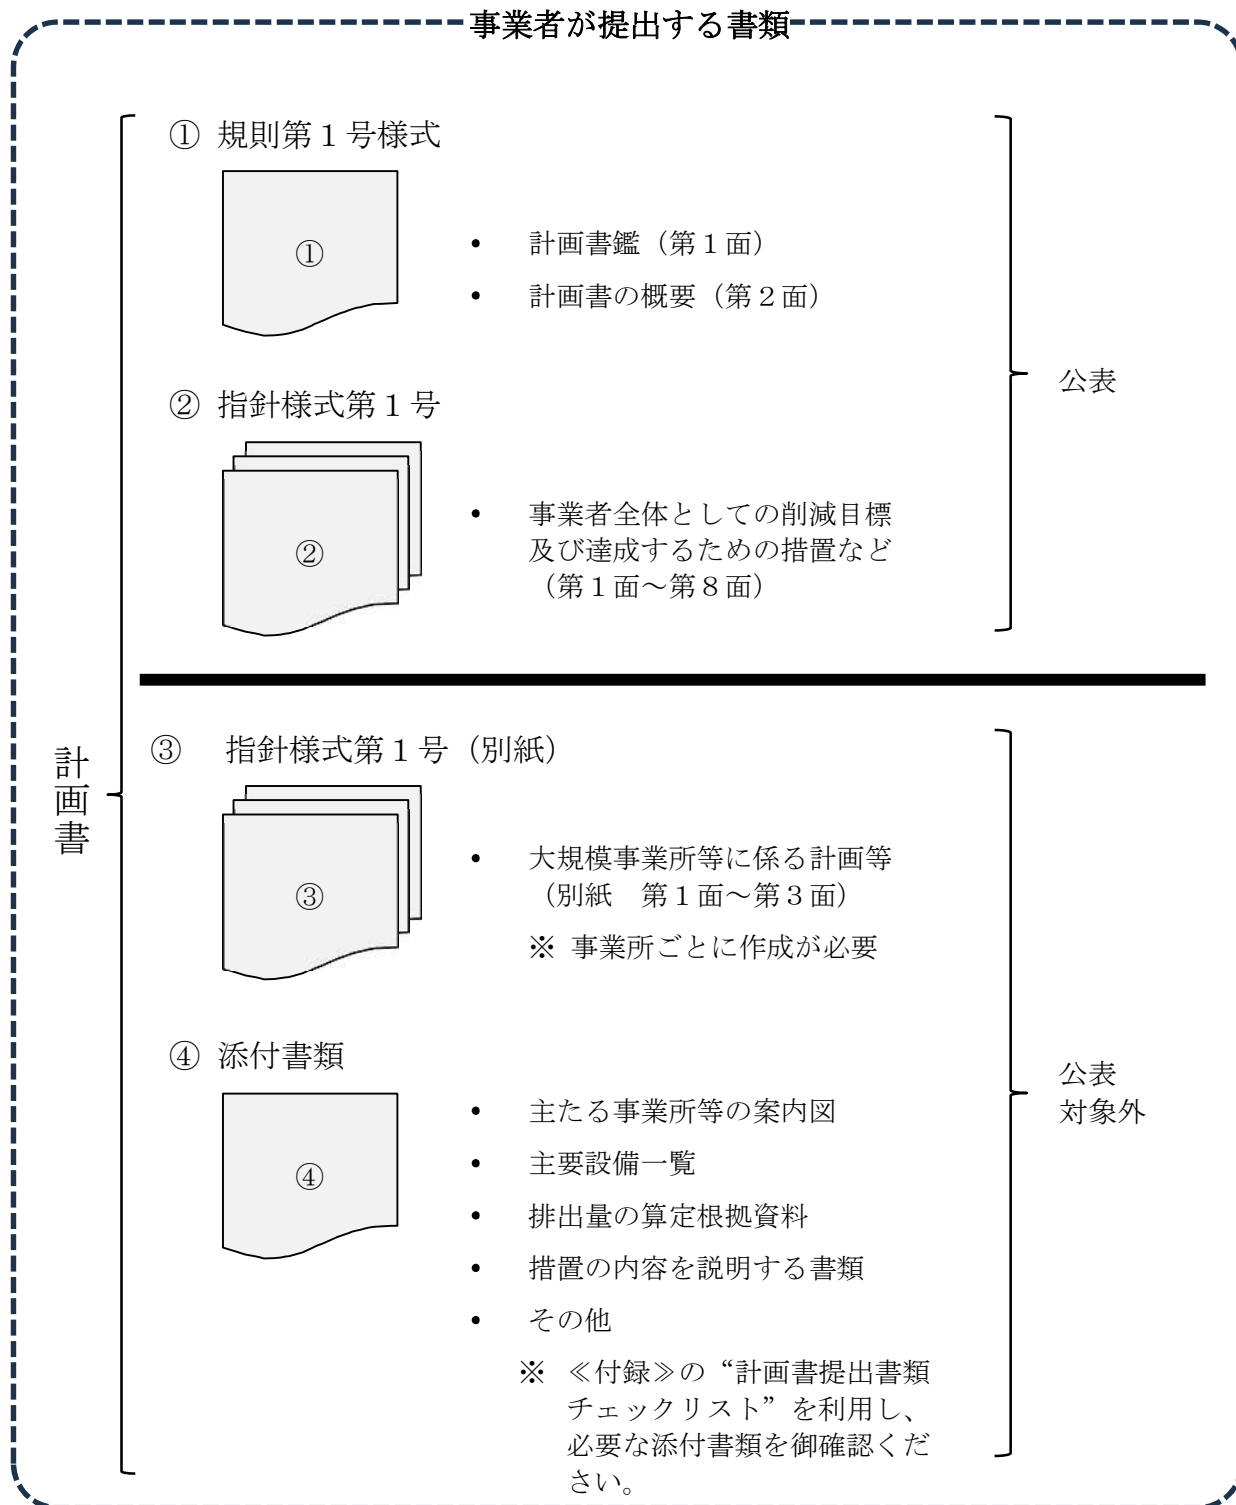 事業者が提出する書類
計画書
① 規則第１号様式
①
• 計画書鑑（第１面）
• 計画書の概要（第２面）
② 指針様式第１号
②
• 事業者全体としての削減目標
及び達成するための措置など
（第１面～第８面）
公表
③ 指針様式第１号（別紙）
③
• 大規模事業所等に係る計画等
（別紙　第１面～第３面）
※ 事業所ごとに作成が必要
④ 添付書類
④
• 主たる事業所等の案内図
• 主要設備一覧
• 排出量の算定根拠資料
• 措置の内容を説明する書類
• その他
※ ≪付録≫の“計画書提出書類
チェックリスト”を利用し、
必要な添付書類を御確認くだ
さい。
公表
対象外